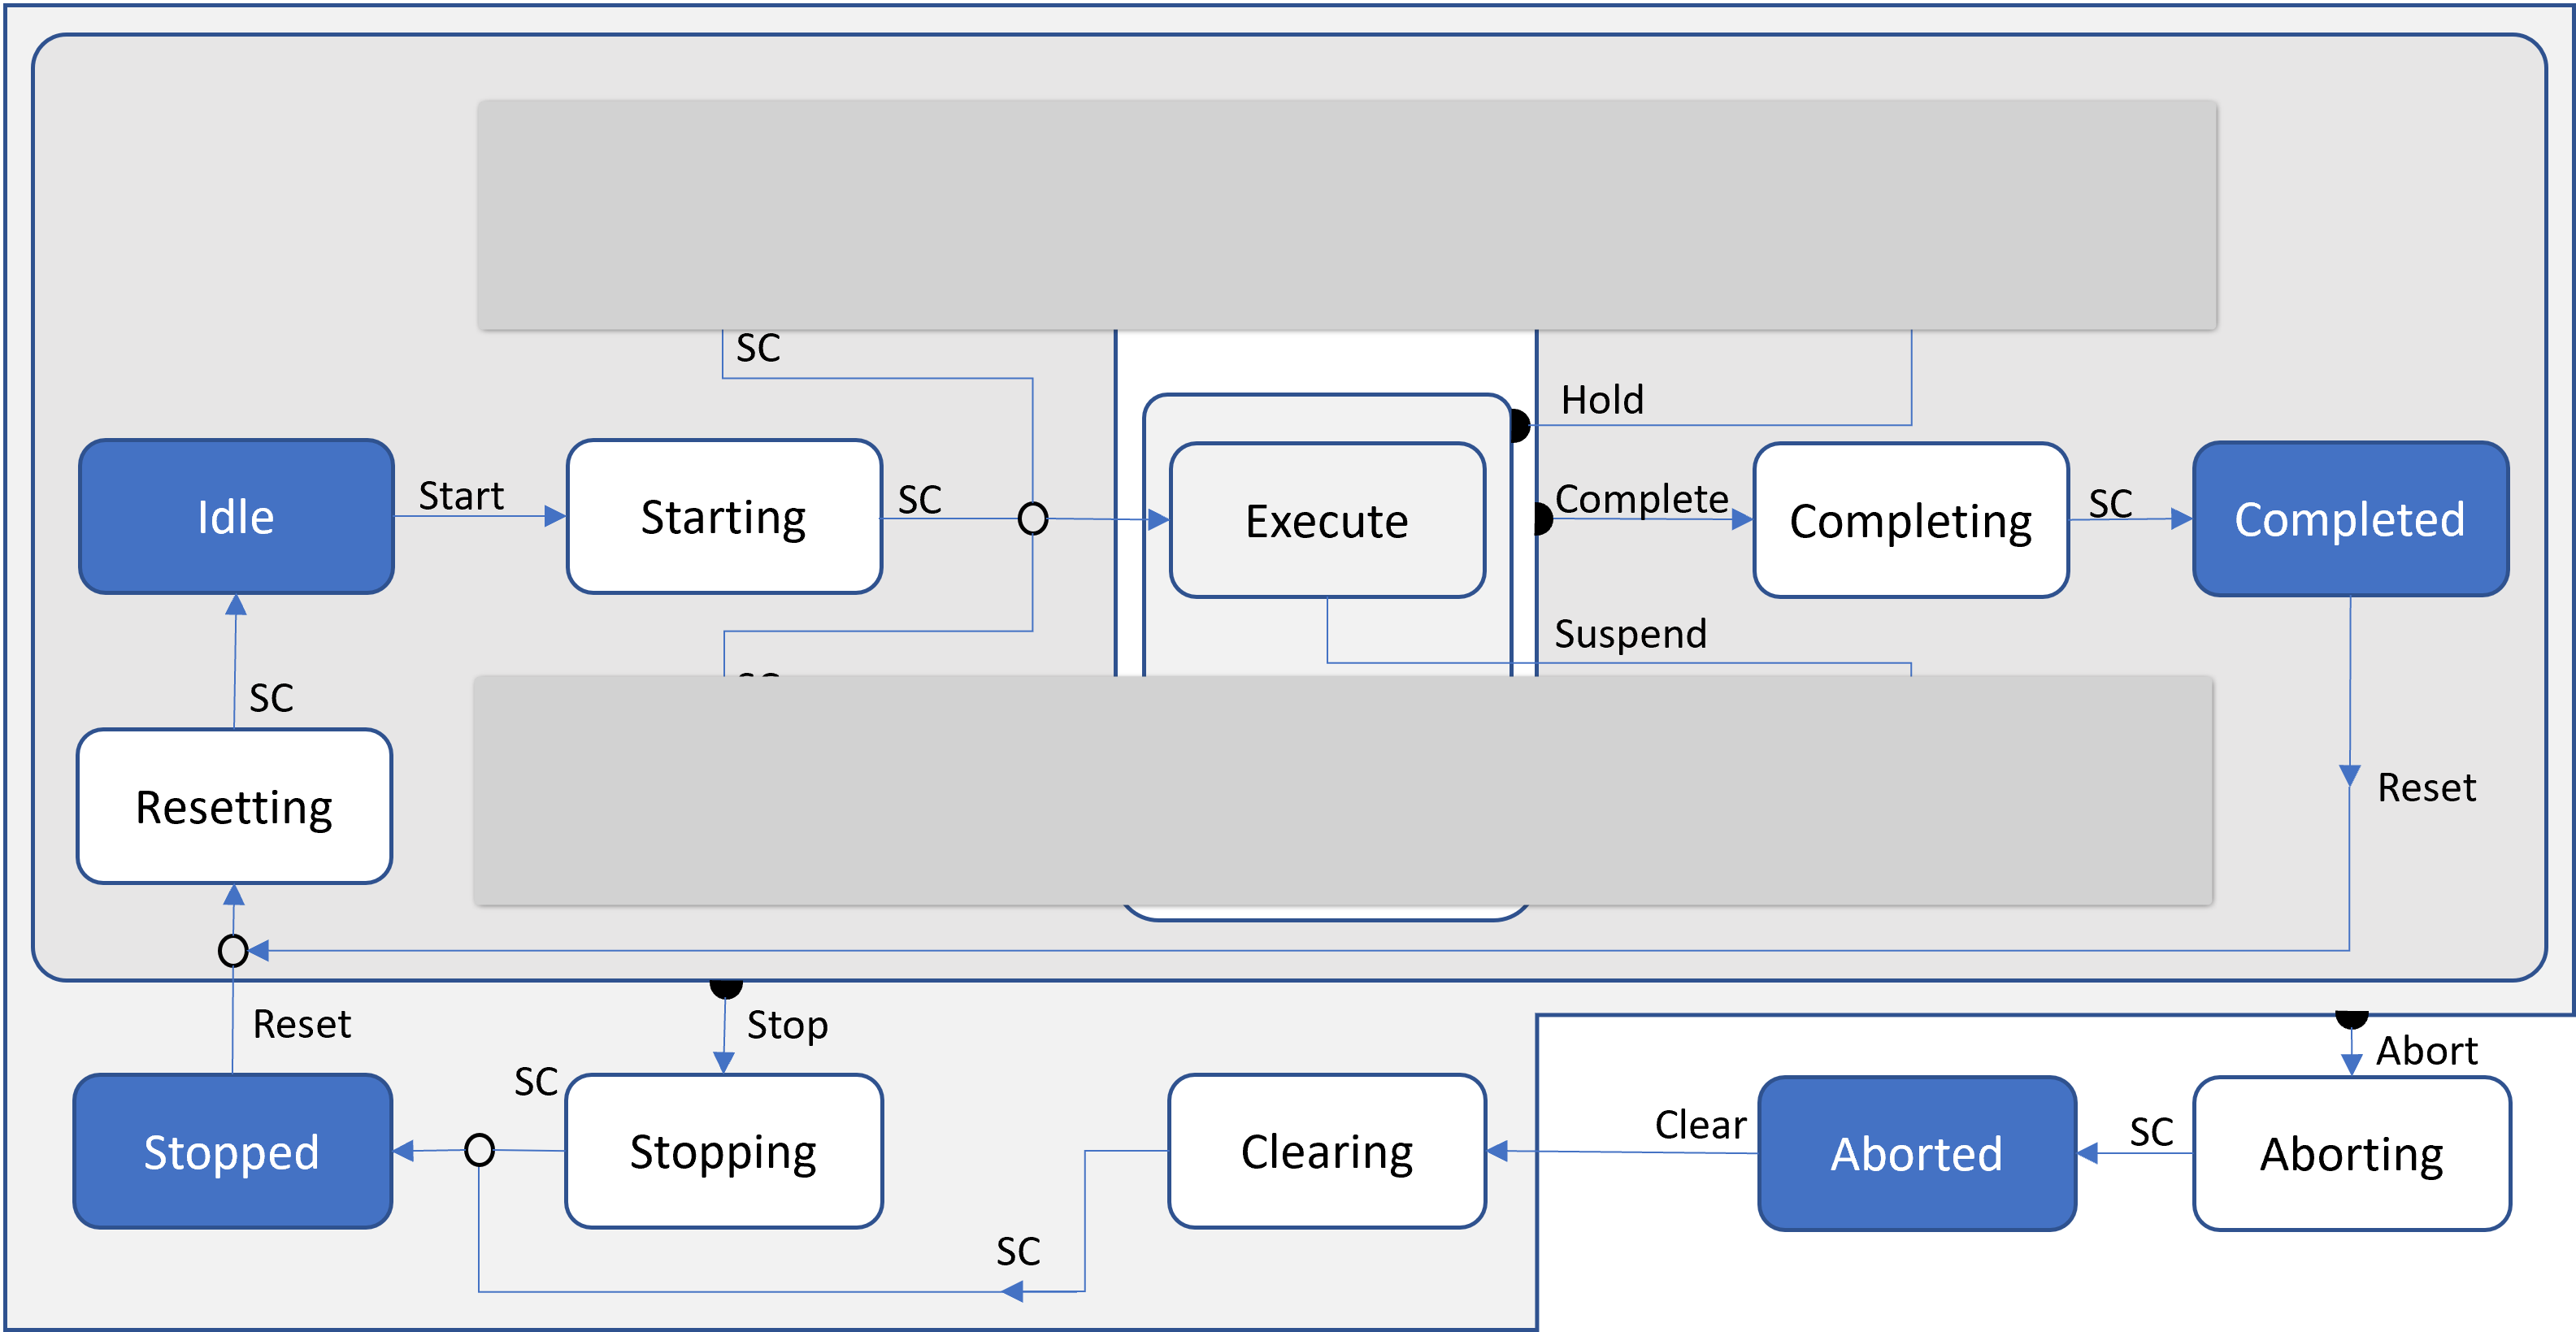 SC
Hold
Idle
Start
Starting
SC
Execute
Complete
Completing
SC
Completed
Suspend
SC
Resetting
Reset
Reset
Stop
Abort
SC
Stopped
Stopping
Clearing
Clear
Aborted
SC
Aborting
SC